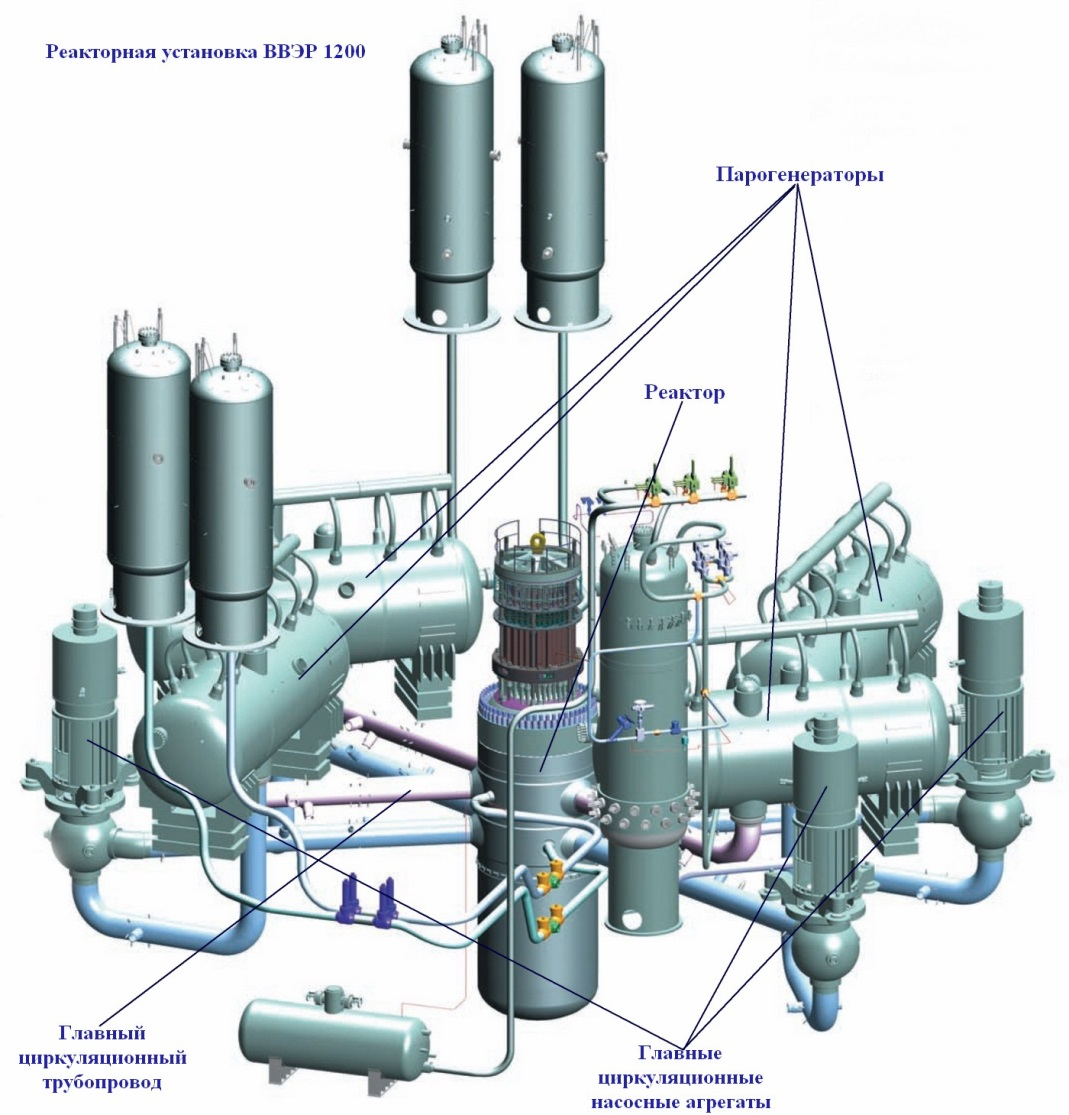 Реакторная установка ВВЭР 1200
Парогенераторы
Реактор
Главный
циркуляционный
трубопровод
Главные
циркуляционные
насосные агрегаты